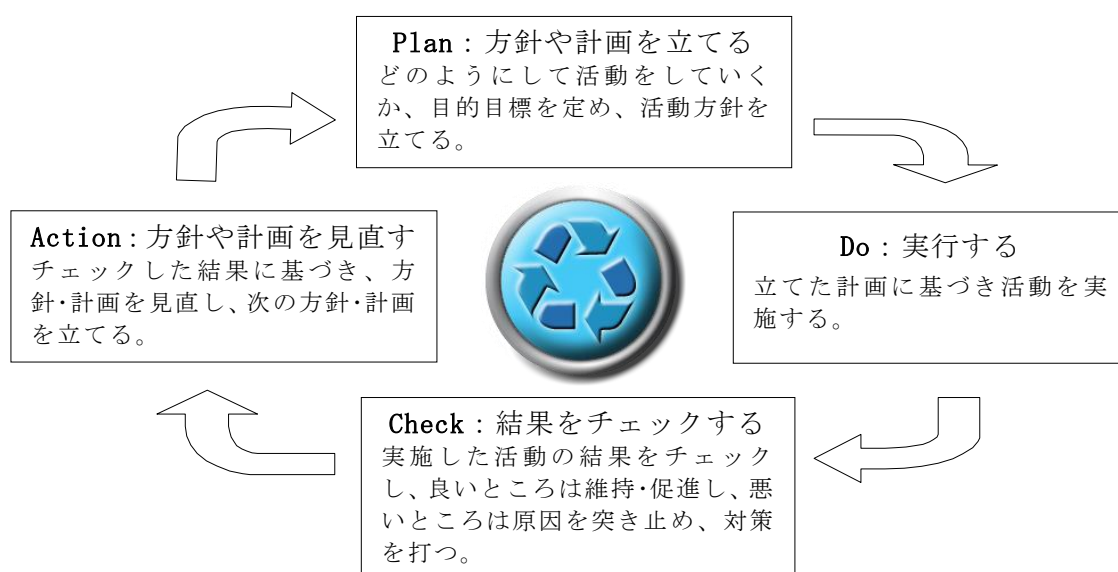 Plan：方針や計画を立てる
どのようにして活動をしていく
か、目的目標を定め、活動方針を
立てる。
Do：実行する
立てた計画に基づき活動を実
施する。
Check：結果をチェックする
実施した活動の結果をチェック
し、良いところは維持・促進し、悪
いところは原因を突き止め、対策
を打つ。
Action：方針や計画を見直す
チェックした結果に基づき、方
針・計画を見直し、次の方針・計画
を立てる。